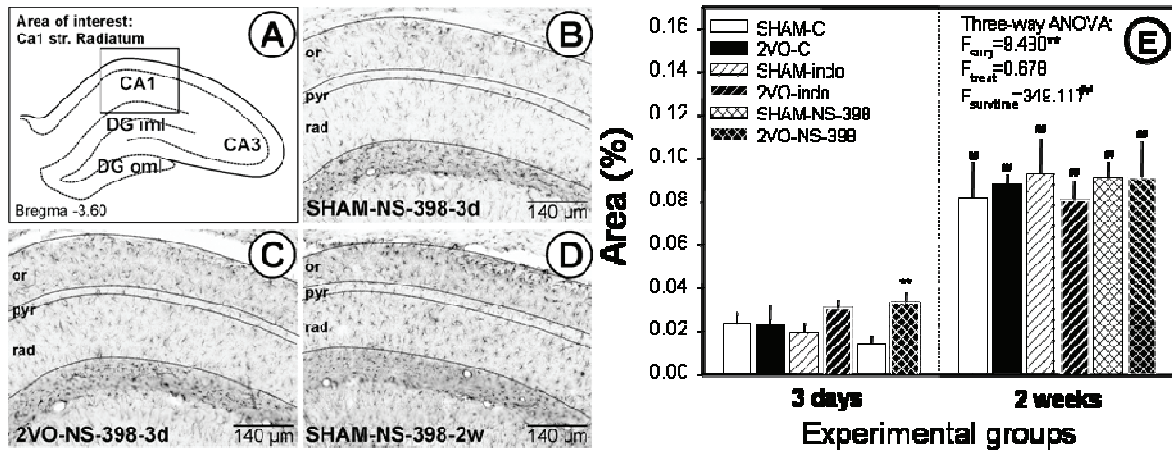 Area of interest:
Ca1 str. Radiatum
A
CA1
DG iml
CA3
DG oml
Bregma -3.60
B
or
pyr
rad
SHAM-NS-398-3d
140 µm
C
or
pyr
rad
2VO-NS-398-3d
140 µm
D
or
pyr
rad
SHAM-NS-398-2w
140 µm
E
SHAM-C
2VO-C
SHAM-indo
2VO-indo
SHAM-NS-398
2VO-NS-398
Three-way ANOVA:
Ftreat=0.678
Area (%)
0.16
0.14
0.12
0.10
0.08
0.06
0.04
0.02
0.00
**
##
##
##
##
##
##
3 days
2 weeks
Experimental groups